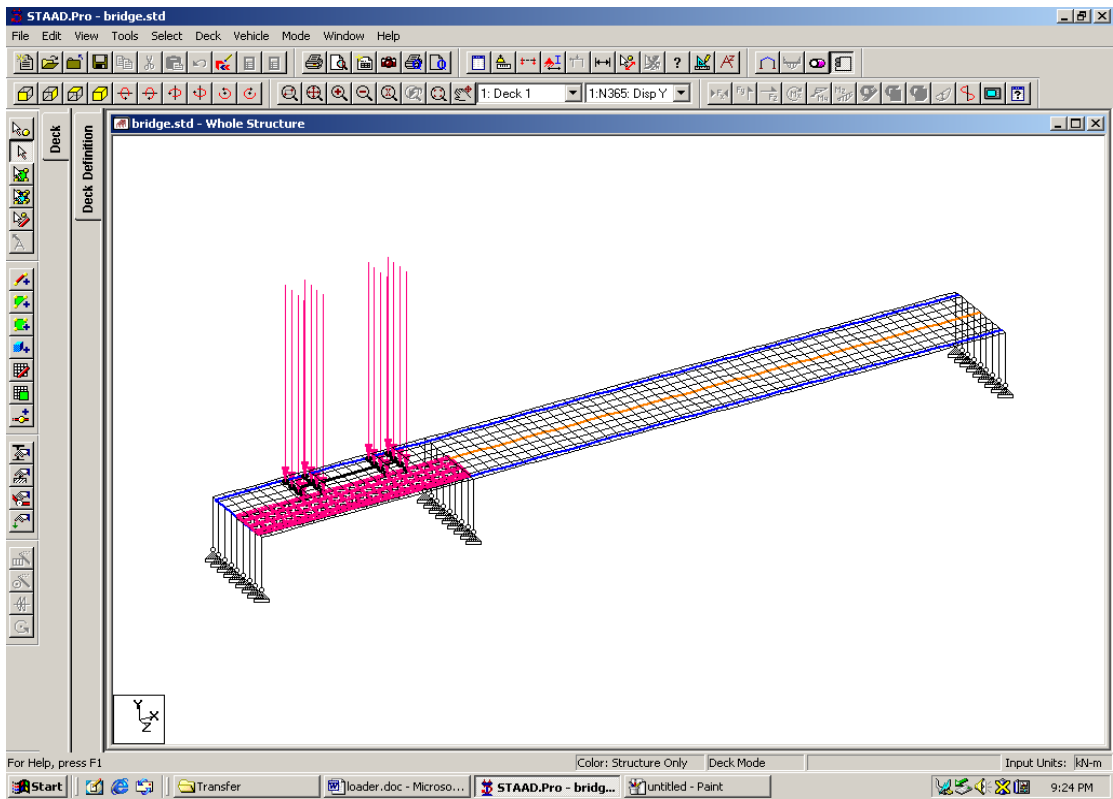 STAAD.Pro - bridge.std
File Edit View Tools Select Deck Vehicle Mode Window Help
1: Deck 1 1:N365: Disp Y
bridge.std - Whole Structure
Deck
Deck Definition
Y
X
Z
For Help, press F1 Color: Structure Only Deck Mode Input Units: kN-m
Start Transfer loader.doc - Microso... STAAD.Pro - bridg... untitled - Paint 9:24 PM